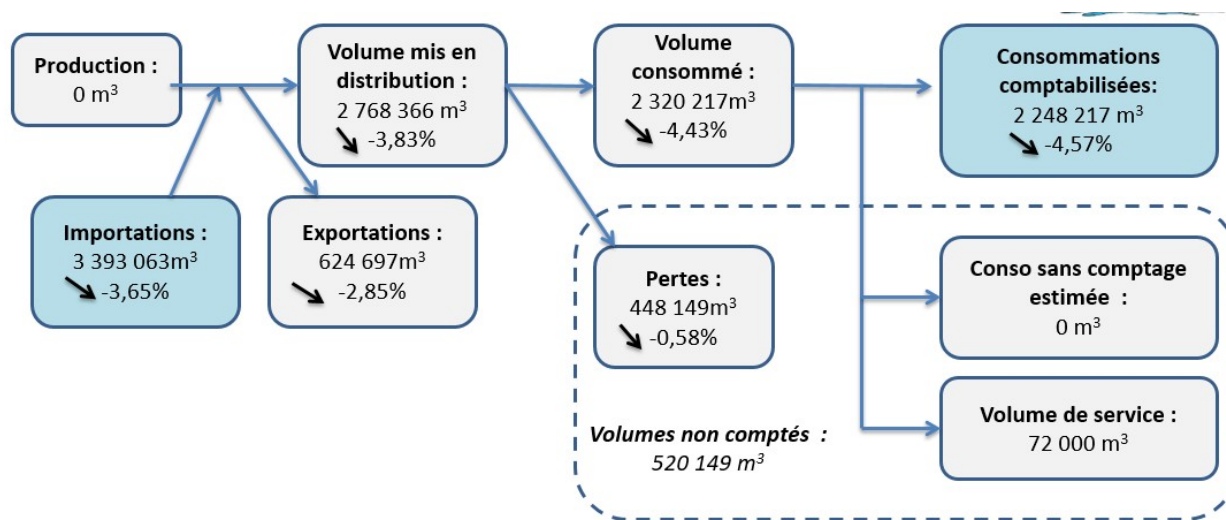 Production :
0 m³
Volume mis en
distribution :
2 768 366 m³
-3,83%
Volume
consommé :
2 320 217m³
-4,43%
Consommations
comptabilisées:
2 248 217 m³
-4,57%
Importations :
3 393 063m³
-3,65%
Exportations :
624 697m³
-2,85%
Pertes :
448 149m³
-0,58%
Conso sans comptage
estimée :
0 m³
Volumes non comptés :
520 149 m³
Volume de service :
72 000 m³